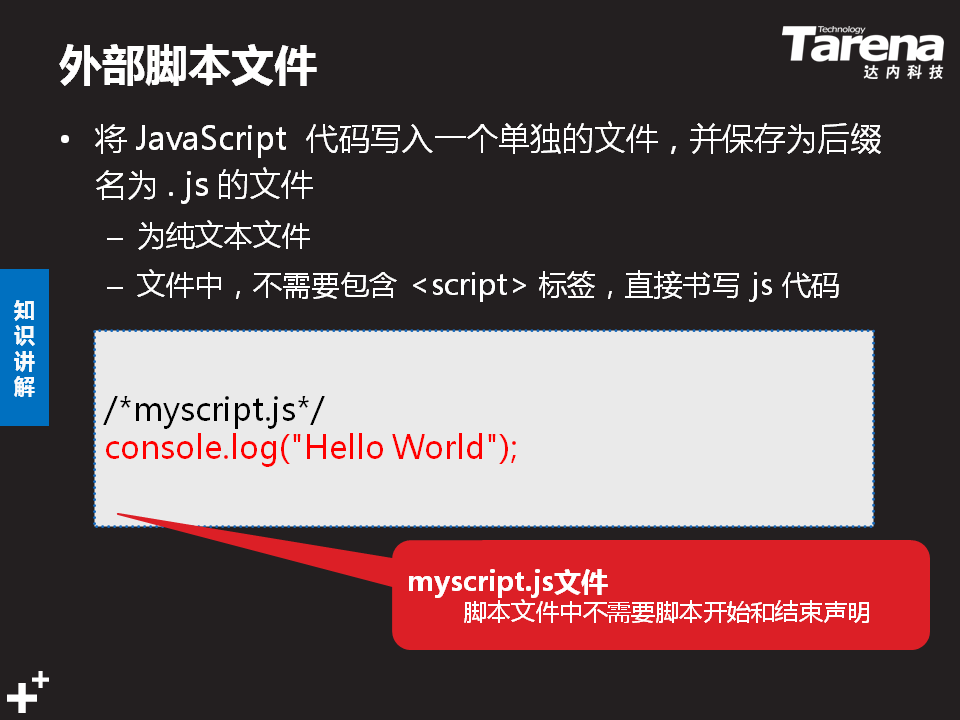 外部脚本文件
Technology
Tarena
达内科技
• 将 JavaScript 代码写入一个单独的文件，并保存为后缀
名为 . js 的文件
– 为纯文本文件
– 文件中，不需要包含 <script> 标签，直接书写 js 代码
知
识
讲
解
/*myscript.js*/
console.log("Hello World");
myscript.js文件
脚本文件中不需要脚本开始和结束声明